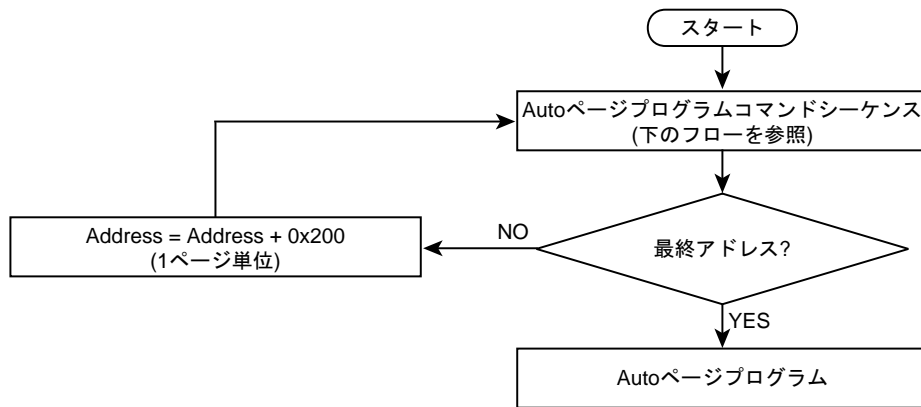 スタート
Autoページプログラムコマンドシーケンス
(下のフローを参照)
Address = Address + 0x200
(1ページ単位)
NO
最終アドレス?
YES
Autoページプログラム